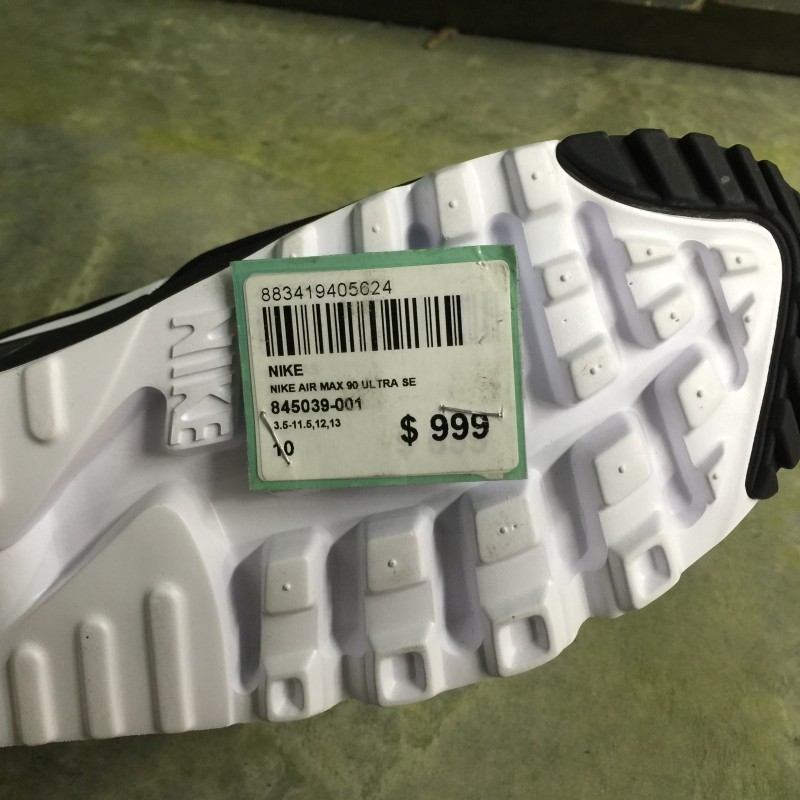 883419405624
NIKE
NIKE AIR MAX 90 ULTRA SE
845039-001
3.5-11.5,12,13
$ 999
10
NIKE